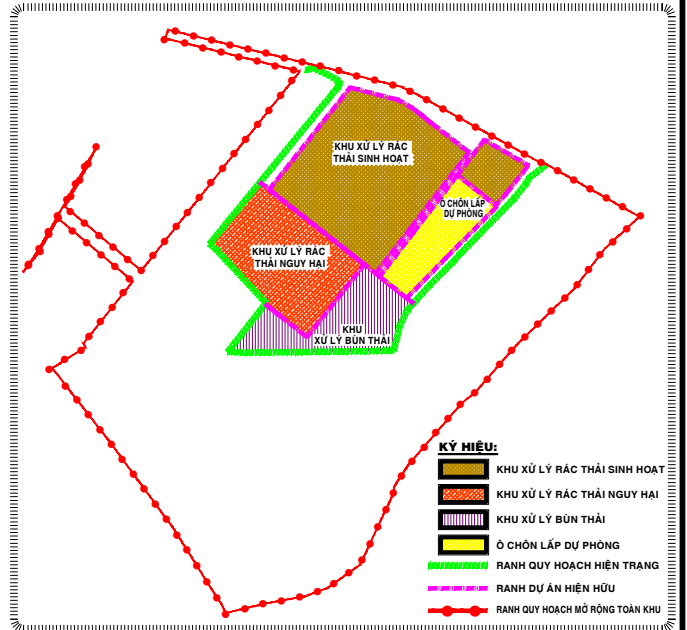 KHU XỬ LÝ RÁC
THẢI SINH HOẠT
Ô CHÔN LẤP
DỰ PHÒNG
KHU XỬ LÝ RÁC
THẢI NGUY HẠI
KHU
XỬ LÝ BÙN THẢI
KÝ HIỆU:
KHU XỬ LÝ RÁC THẢI SINH HOẠT
KHU XỬ LÝ RÁC THẢI NGUY HẠI
KHU XỬ LÝ BÙN THẢI
Ô CHÔN LẤP DỰ PHÒNG
RANH QUY HOẠCH HIỆN TRẠNG
RANH DỰ ÁN HIỆN HỮU
RANH QUY HOẠCH MỞ RỘNG TOÀN KHU